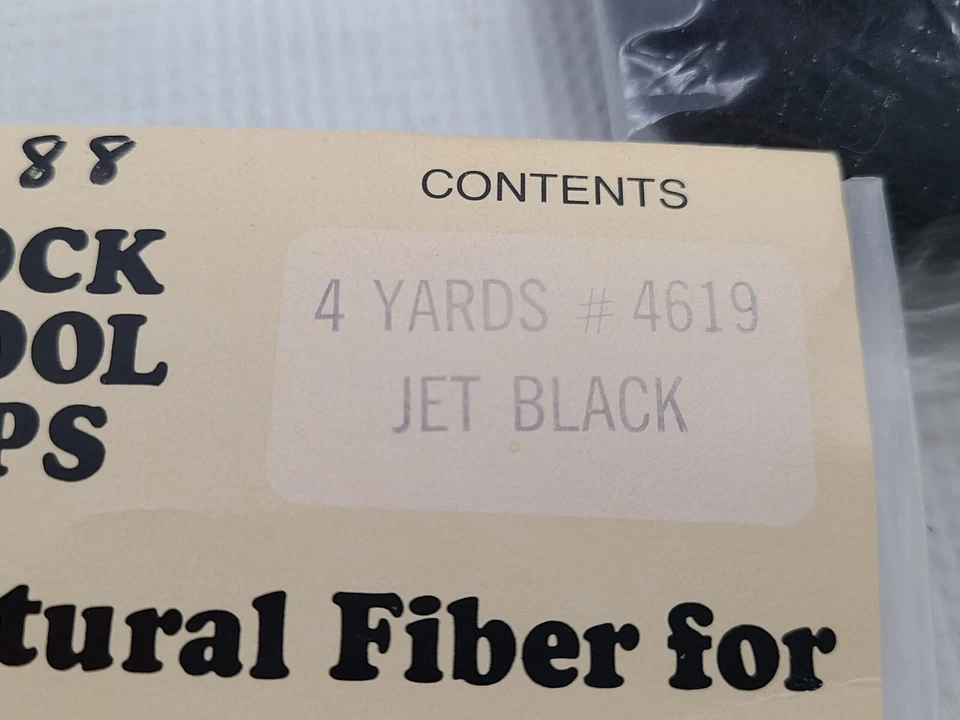 88
CONTENTS
4 YARDS # 4619
JET BLACK
OCK
OOL
PS
tural Fiber for